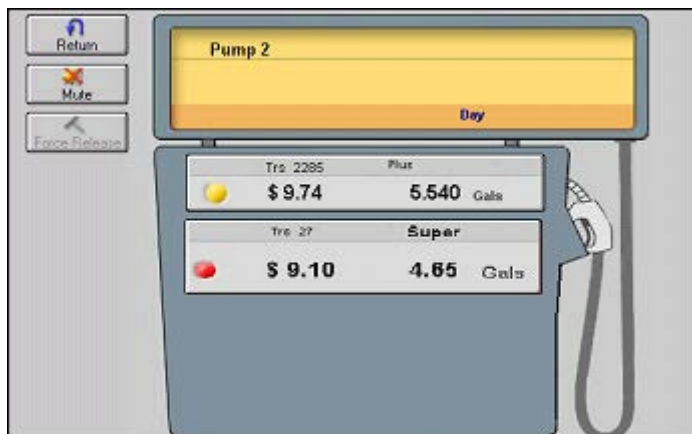 Return
Mute
Force Release
Pump 2
Day
Trs 2285 Plus
$ 9.74 5.540 Gals
Trs 27 Super
$ 9.10 4.65 Gals